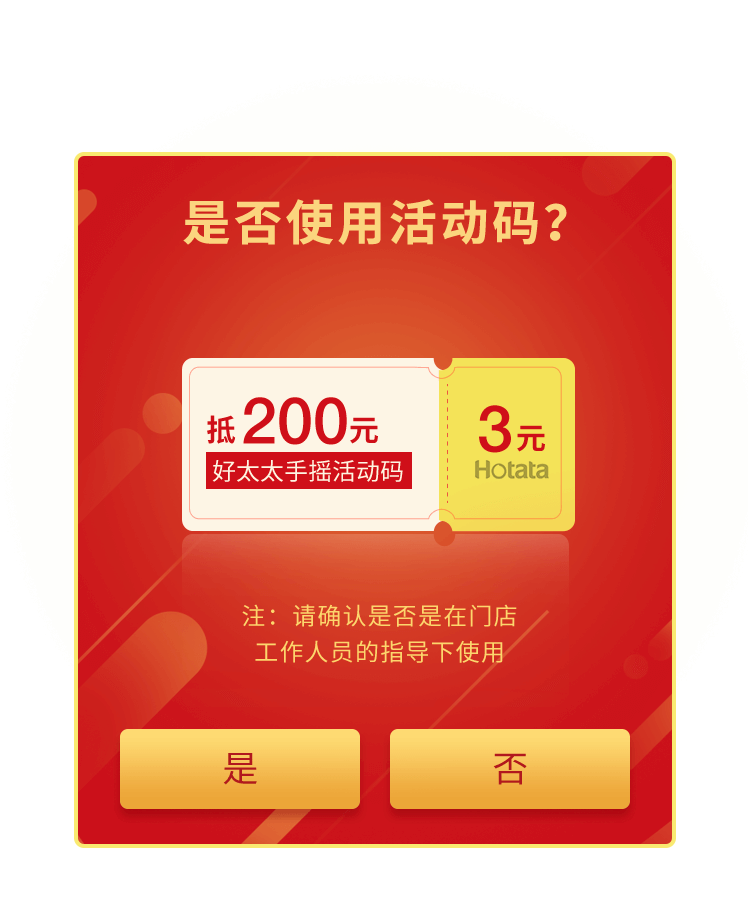 是否使用活动码？
抵200元
好太太手摇活动码
3元
Hotata
注：请确认是否是在门店
工作人员的指导下使用
是
否